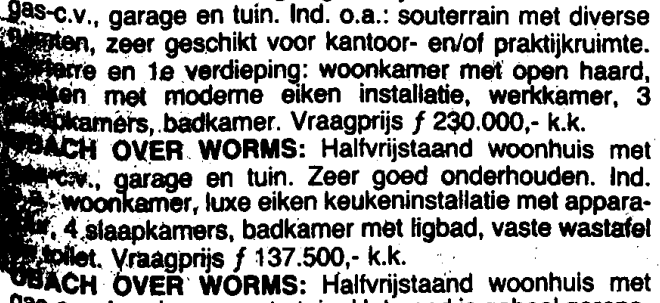 gas-c.v., garage en tuin. Ind. o.a.: souterrain met diverse
zeer geschikt voor kantoor- en/of praktijkruimte.
en 1e verdieping: woonkamer met open haard,
met moderne eiken installatie, werkkamer, 3
badkamer. Vraagprijs ƒ 230.000,- k.k.
OVER WORMS: Halfvrijstaand woonhuis met
garage en tuin. Zeer goed onderhouden. Ind.
woonkamer, luxe eiken keukeninstallatie met appara-
4 slaapkamers, badkamer met ligbad, vaste wastafel
toilet. Vraagprijs ƒ 137.500,- k.k.
UBACH OVER WORMS: Halfvrijstaand woonhuis met